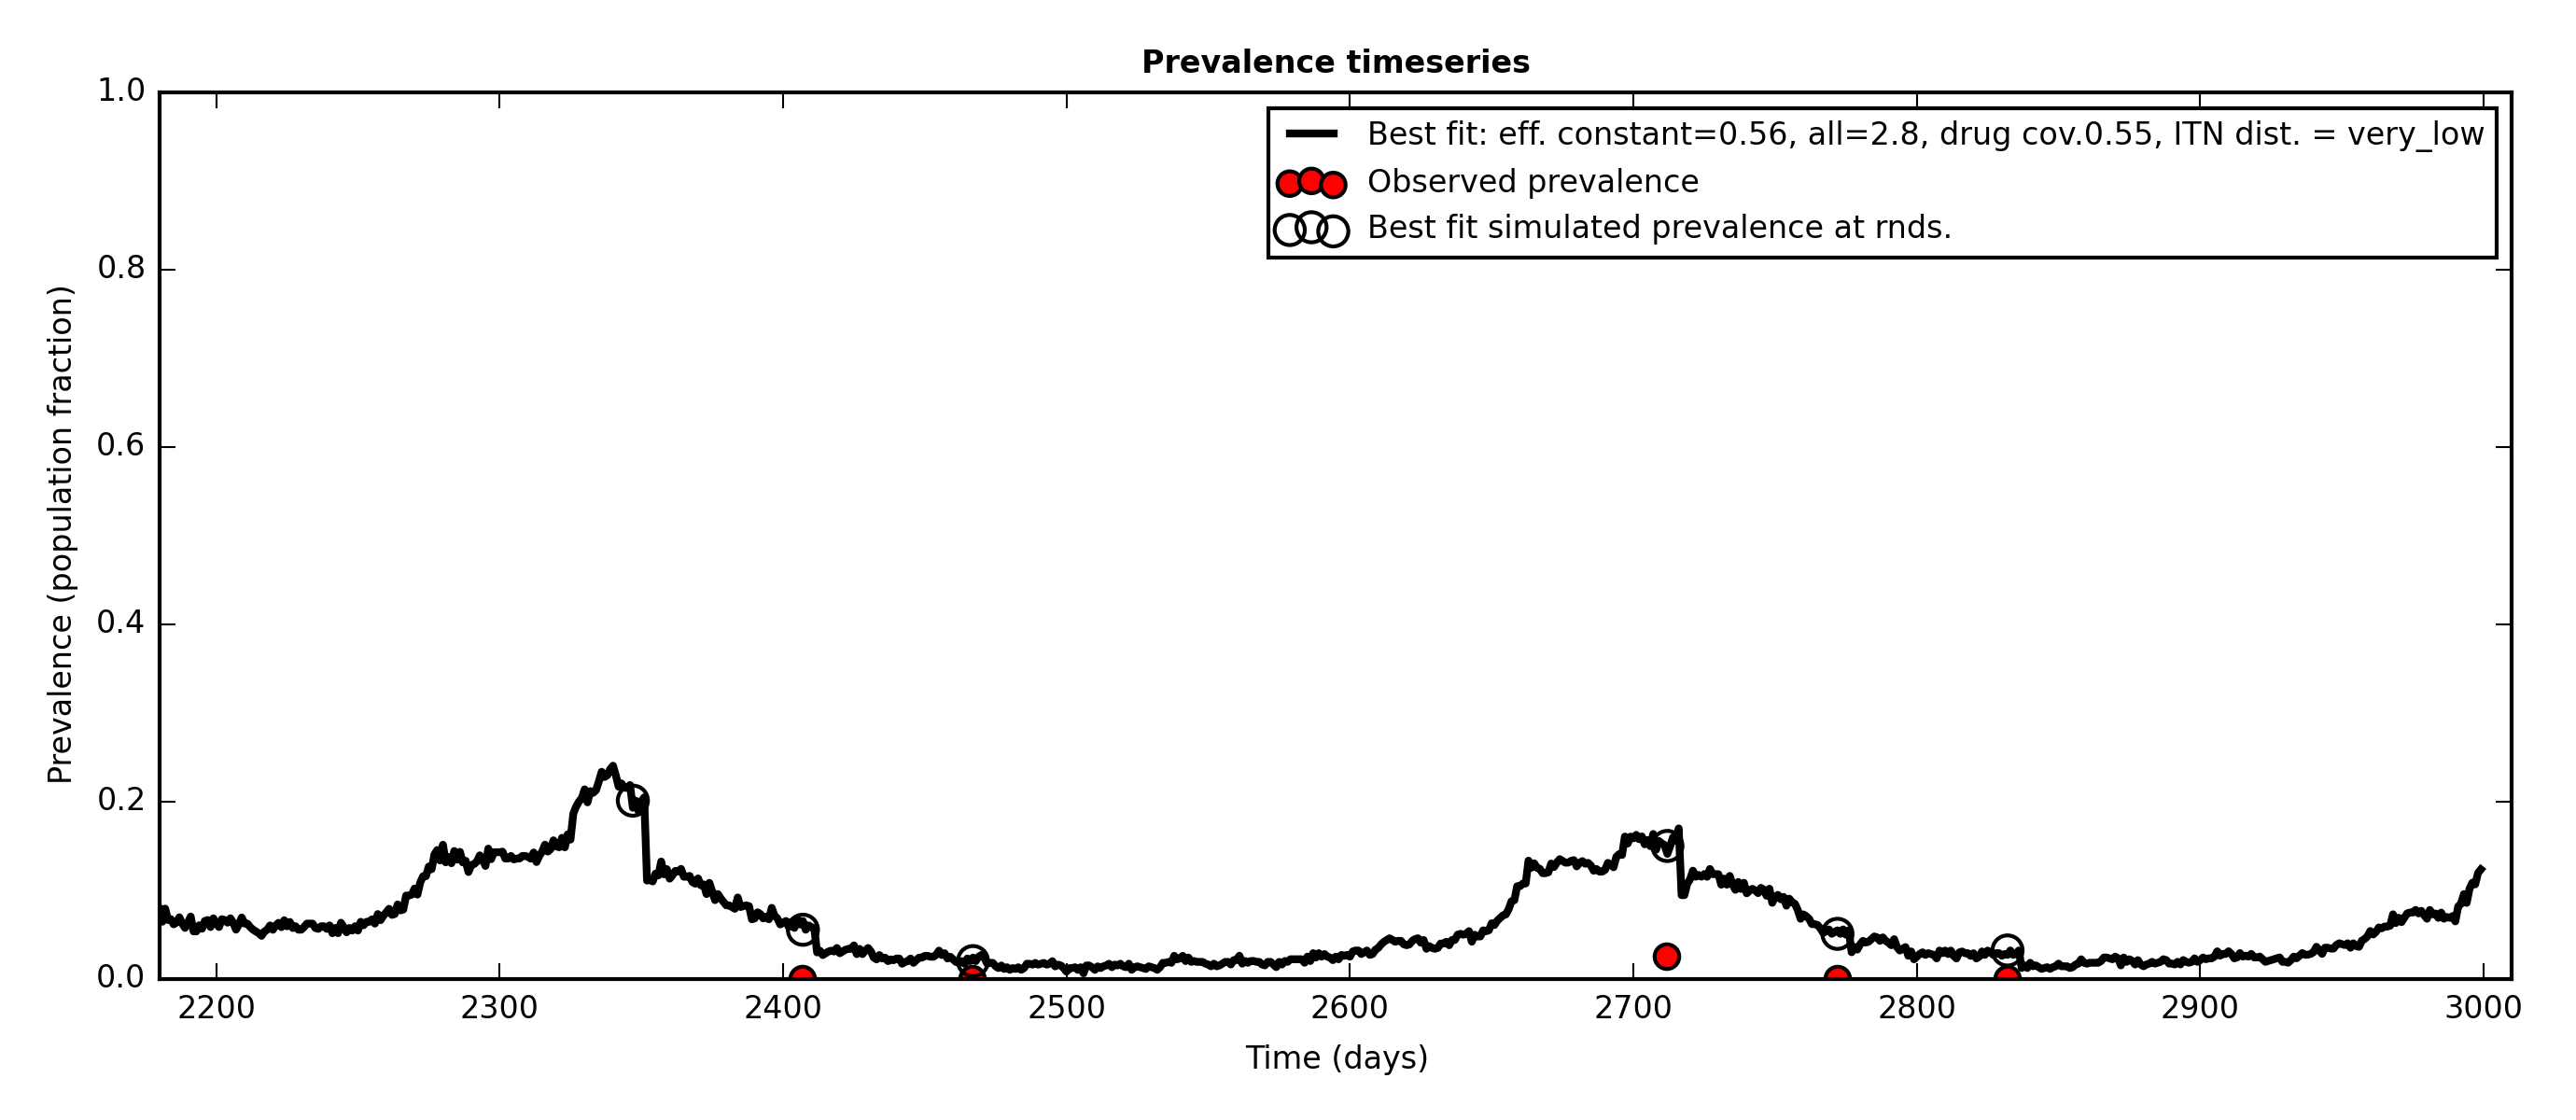 Prevalence timeseries
Best fit: eff. constant=0.56, all=2.8, drug cov.0.55, ITN dist. = very_low
Observed prevalence
Best fit simulated prevalence at rnds.
Prevalence (population fraction)
1.0
0.8
0.6
0.4
0.2
0.0
2200 2300 2400 2500 2600 2700 2800 2900 3000
Time (days)